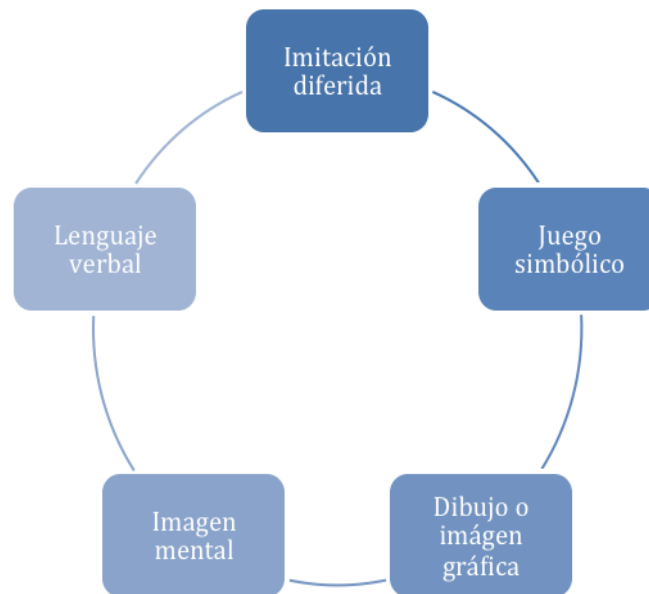 Imitación
diferida
Juego
simbólico
Dibujo o
imágen
gráfica
Imagen
mental
Lenguaje
verbal